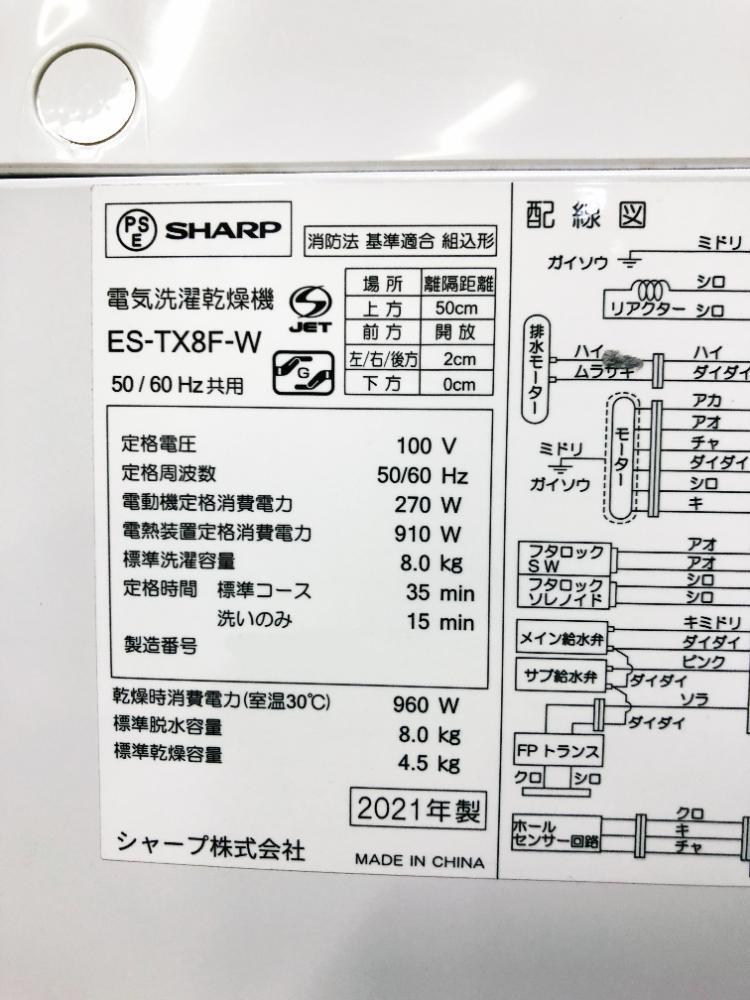 PSE SHARP
消防法 基準適合 組込形
電気洗濯乾燥機
ES-TX8F-W
50/60 Hz共用
S JET
G
場所 離隔距離
上方 50cm
前方 開放
左/右/後方 2cm
下方 0cm
定格電圧 100 V
定格周波数 50/60 Hz
電動機定格消費電力 270 W
電熱装置定格消費電力 910 W
標準洗濯容量 8.0 kg
定格時間 標準コース 35 min
洗いのみ 15 min
製造番号
乾燥時消費電力(室温30℃) 960 W
標準脱水容量 8.0 kg
標準乾燥容量 4.5 kg
2021年製
シャープ株式会社
MADE IN CHINA
配線図
ミドリ
ガイソウ
シロ
リアクター シロ
排水モーター
ハイ ハイ
ムラサキ ダイダイ
アカ
アオ
チャ
ダイダイ
シロ
キ
モーター
ミドリ
ガイソウ
フタロック
SW
アオ
アオ
フタロック
ソレノイド
シロ
シロ
メイン給水弁
キミドリ
ダイダイ
サブ給水弁
ピンク
ダイダイ
ソラ
ダイダイ
FPトランス
クロ シロ
ホール
センサー回路
クロ
キ
チャ